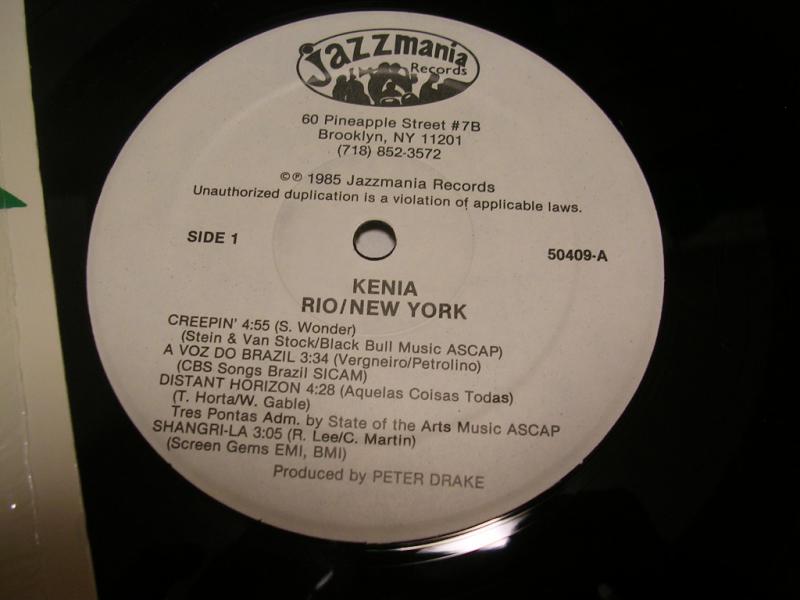 Jazzmania
Records
60 Pineapple Street #7B
Brooklyn, NY 11201
(718) 852-3572
©℗ 1985 Jazzmania Records
Unauthorized duplication is a violation of applicable laws.
SIDE 1
50409-A
KENIA
RIO/NEW YORK
CREEPIN' 4:55 (S. Wonder)
(Stein & Van Stock/Black Bull Music ASCAP)
A VOZ DO BRAZIL 3:34 (Vergneiro/Petrolino)
(CBS Songs Brazil SICAM)
DISTANT HORIZON 4:28 (Aquelas Coisas Todas)
(T. Horta/W. Gable)
Tres Pontas Adm. by State of the Arts Music ASCAP
SHANGRI-LA 3:05 (R. Lee/C. Martin)
(Screen Gems EMI, BMI)
Produced by PETER DRAKE